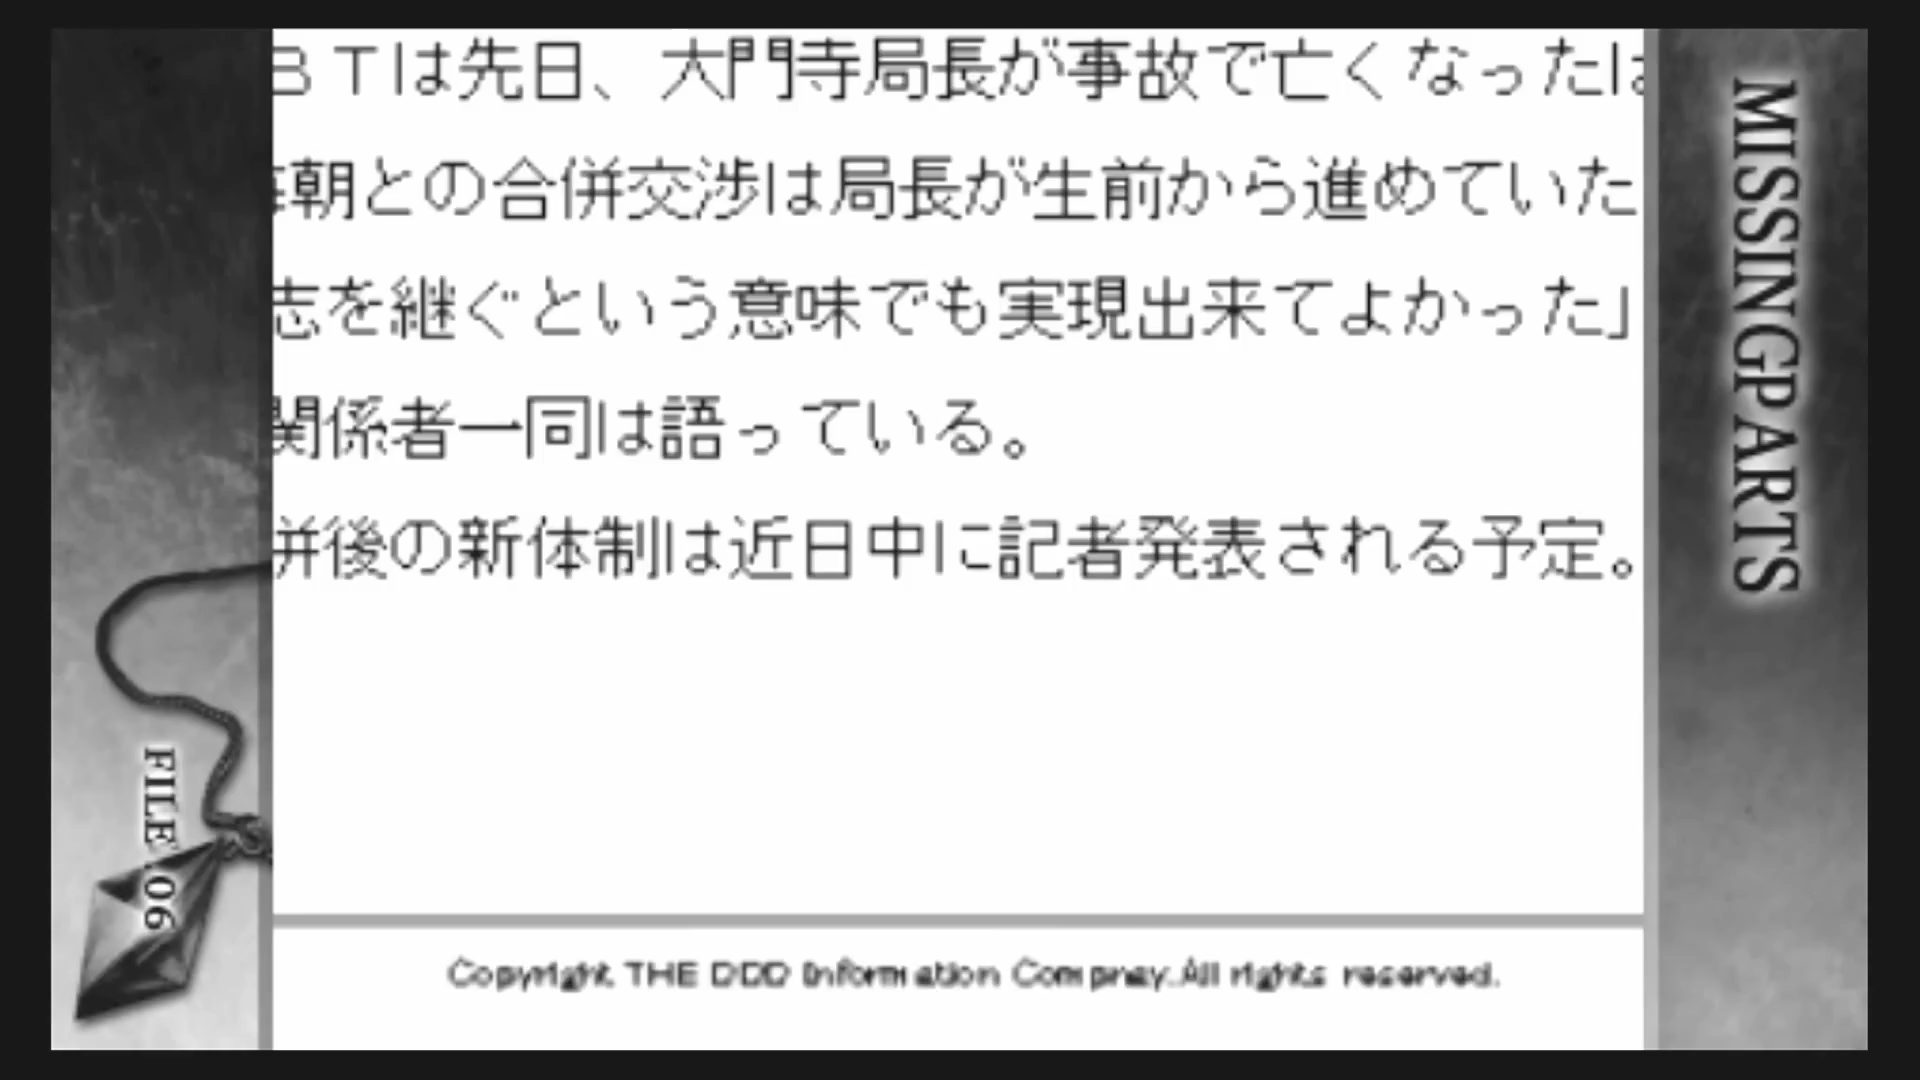 BTは先日、大門寺局長が事故で亡くなったは
朝との合併交渉は局長が生前から進めていた
志を継ぐという意味でも実現出来てよかった」
関係者一同は語っている。
併後の新体制は近日中に記者発表される予定。
Copyright. THE DDD Information Compnay.All rights reserved.
MISSINGPARTS
FILE 06